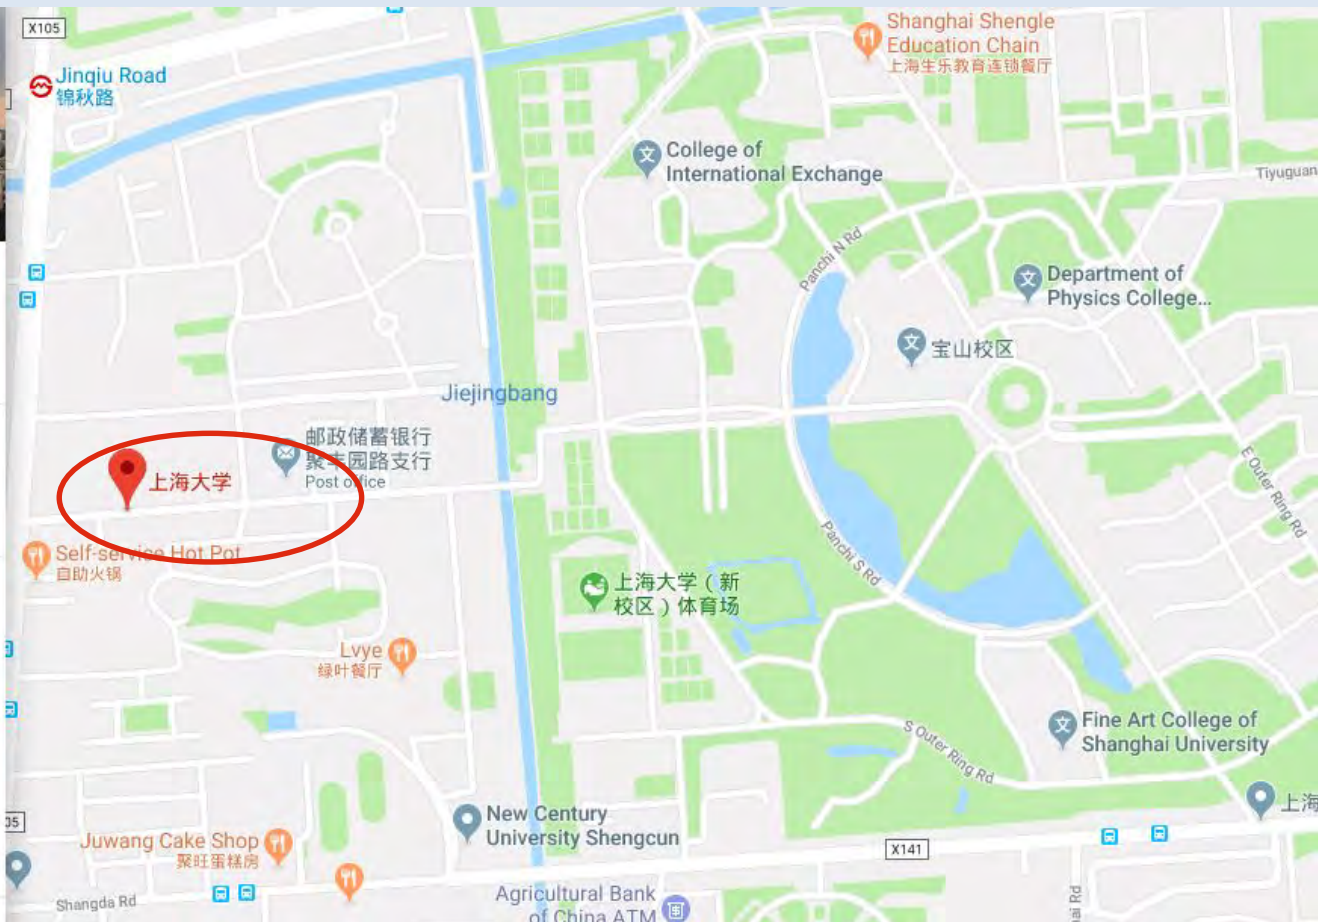 X105
Jinqiu Road
锦秋路
Shanghai Shengle
Education Chain
上海生乐教育连锁餐厅
College of
International Exchange
Tiyuguan
Panchi N Rd
Department of
Physics College...
宝山校区
Jiejingbang
邮政储蓄银行
聚丰园路支行
Post office
上海大学
E Outer Ring Rd
Self-service Hot Pot
自助火锅
Panchi S Rd
上海大学（新
校区）体育场
Lvye
绿叶餐厅
Fine Art College of
Shanghai University
S Outer Ring Rd
上海
New Century
University Shengcun
05
Juwang Cake Shop
聚旺蛋糕房
X141
Shangda Rd
Agricultural Bank
of China ATM
ai Rd